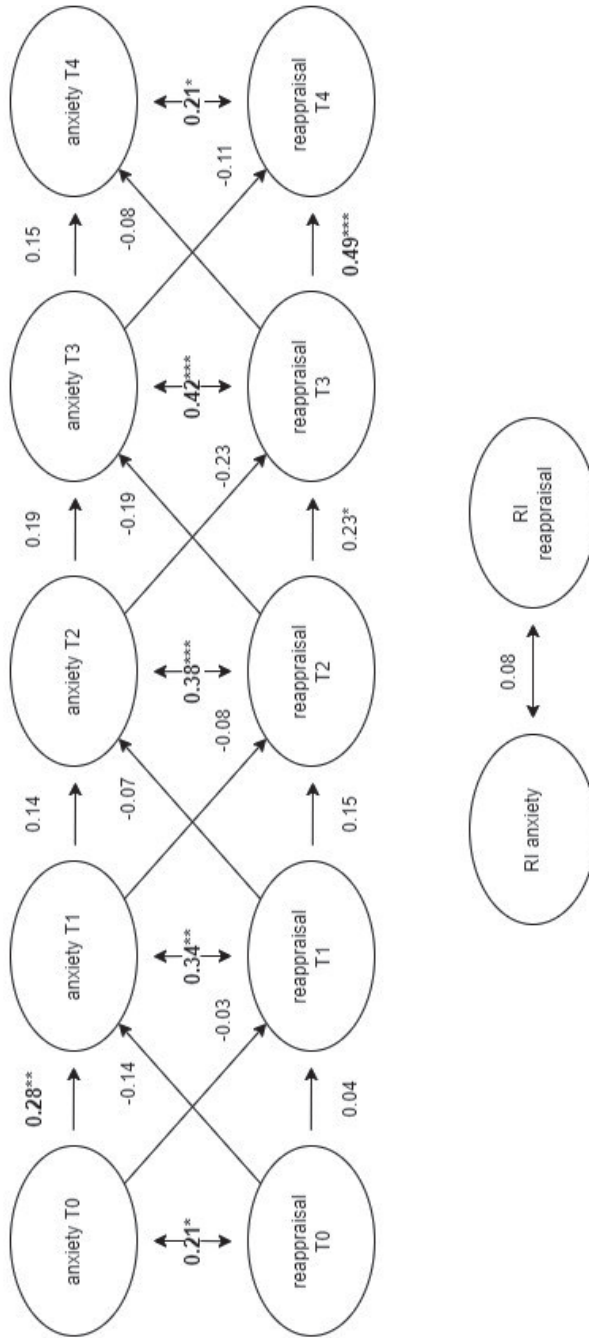 anxiety T0
0.28**
anxiety T1
0.14
anxiety T2
0.19
anxiety T3
0.15
anxiety T4
0.21*
-0.14
-0.03
0.34**
-0.07
-0.08
0.38***
-0.19
-0.23
0.42***
-0.08
-0.11
0.21*
reappraisal
T0
0.04
reappraisal
T1
0.15
reappraisal
T2
0.23*
reappraisal
T3
0.49***
reappraisal
T4
RI anxiety
0.08
RI
reappraisal